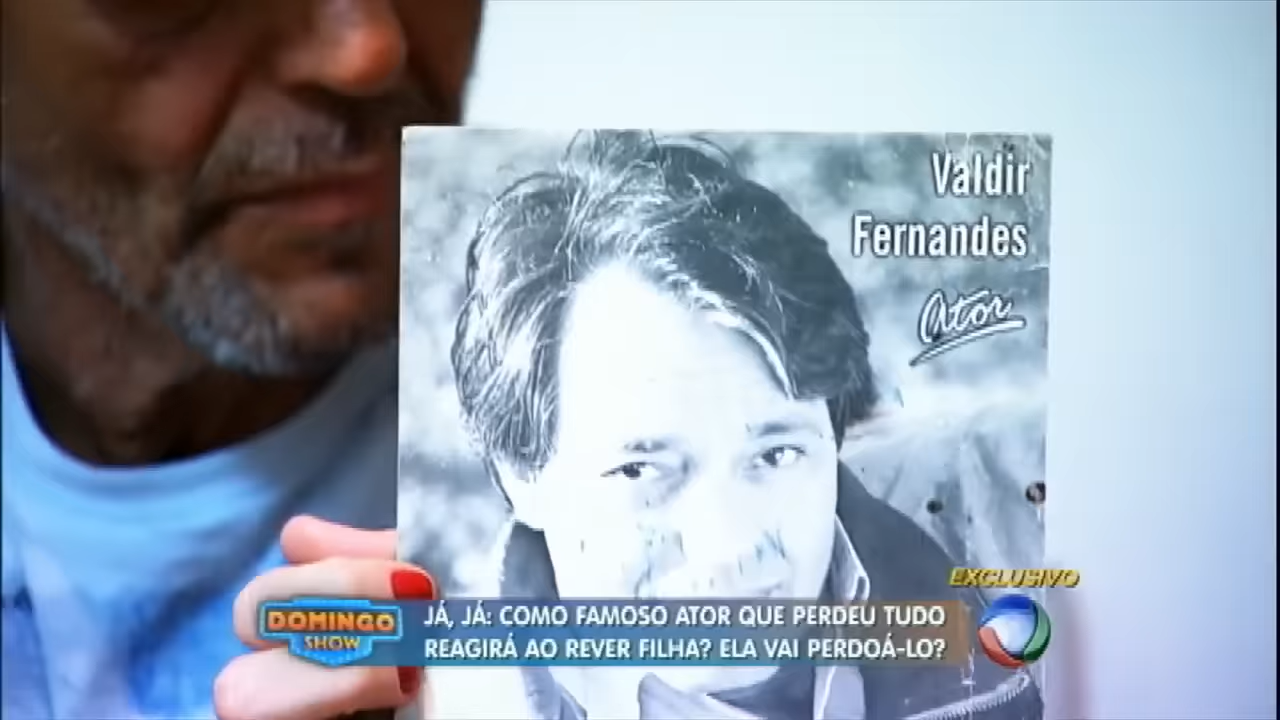 Valdir
Fernandes
Ator
EXCLUSIVO
DOMINGO
SHOW
JÁ, JÁ: COMO FAMOSO ATOR QUE PERDEU TUDO
REAGIRÁ AO REVER FILHA? ELA VAI PERDOÁ-LO?